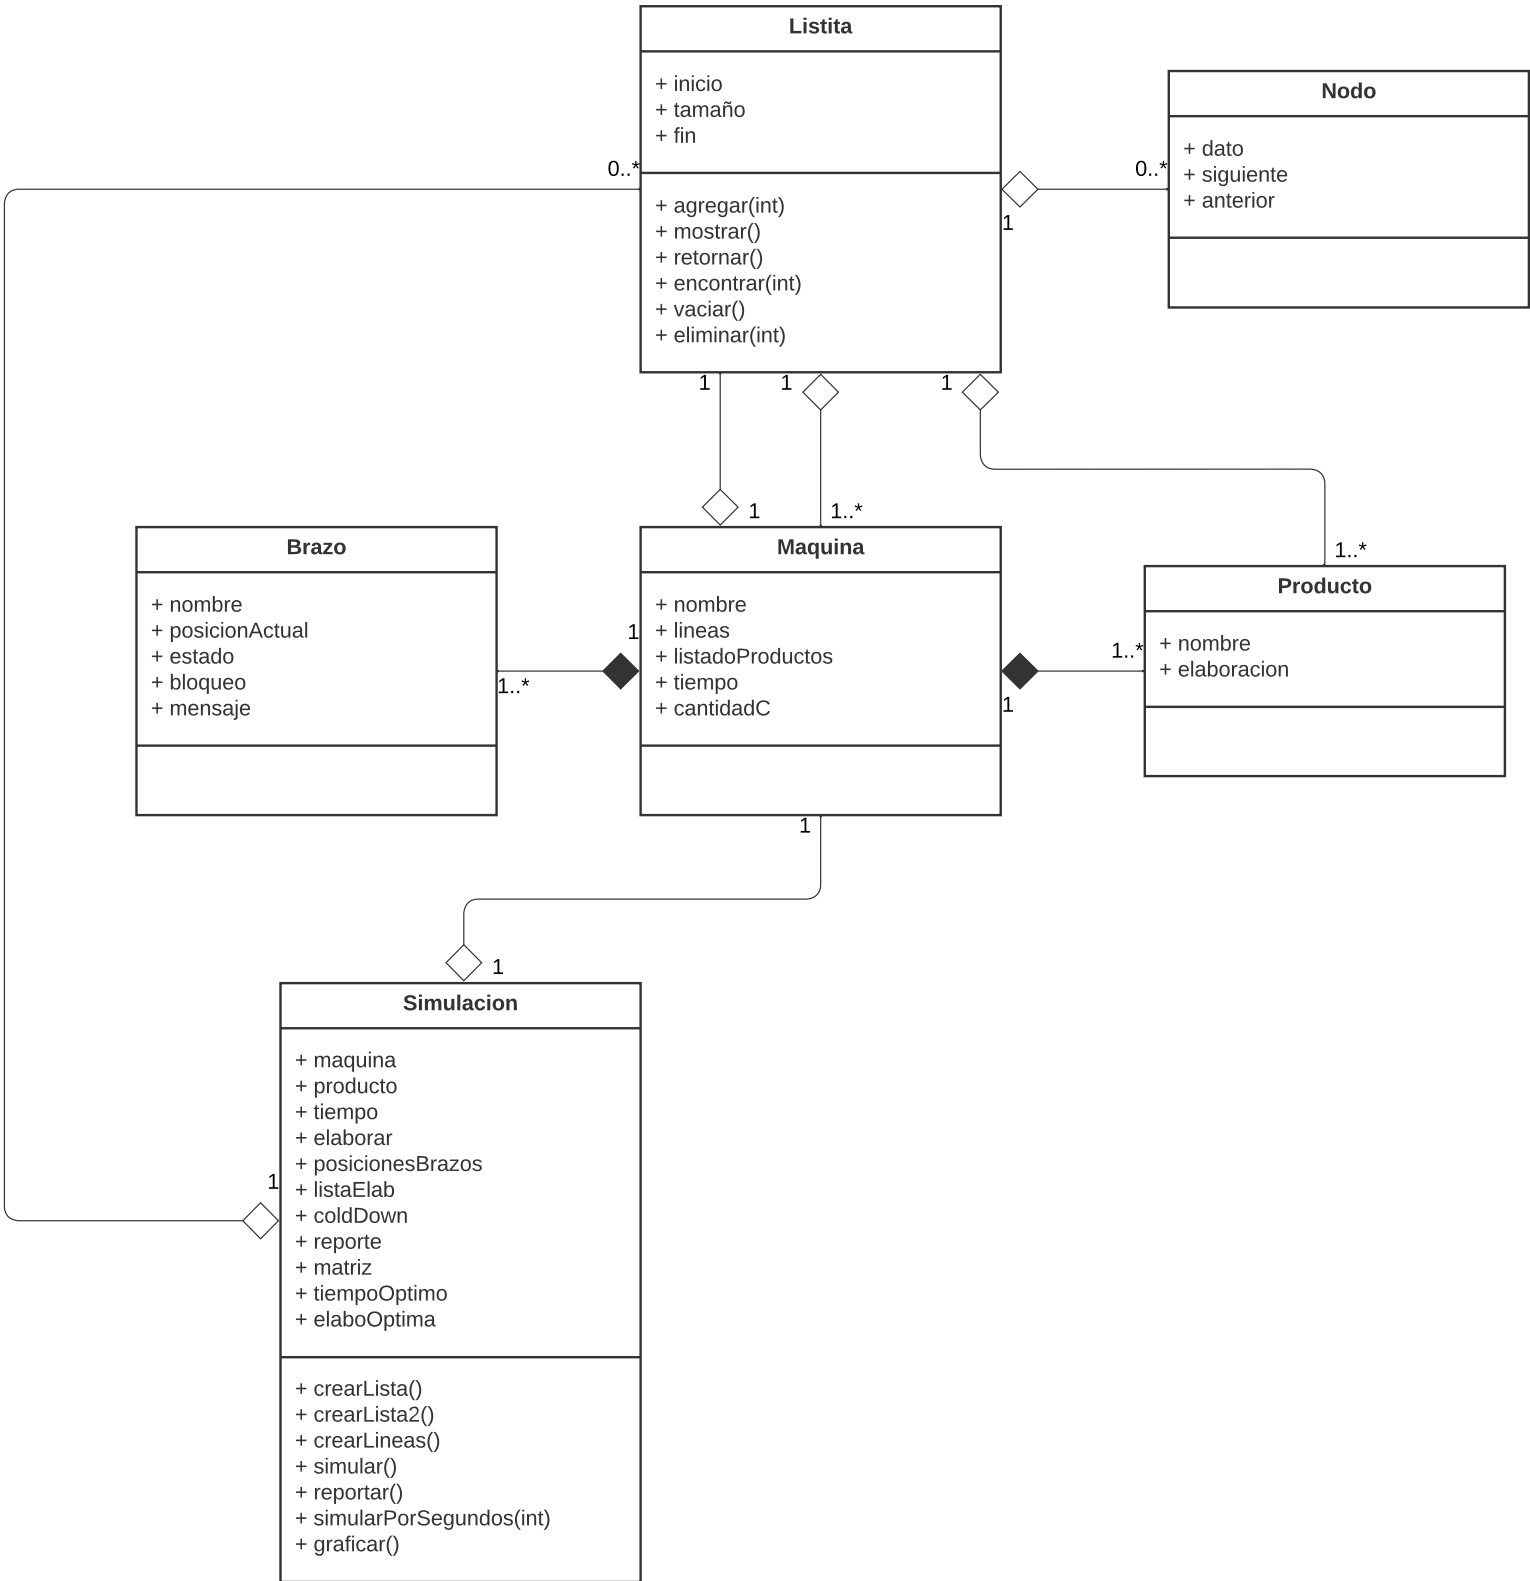 Listita
+ inicio
+ tamaño
+ fin
0..*
+ agregar(int)
+ mostrar()
+ retornar()
+ encontrar(int)
+ vaciar()
+ eliminar(int)
1
0..*
Nodo
+ dato
+ siguiente
+ anterior
1
1
1
1
1..*
1..*
Brazo
+ nombre
+ posicionActual
+ estado
+ bloqueo
+ mensaje
1
1..*
Maquina
+ nombre
+ lineas
+ listadoProductos
+ tiempo
+ cantidadC
1..*
1
Producto
+ nombre
+ elaboracion
1
1
Simulacion
+ maquina
+ producto
+ tiempo
+ elaborar
+ posicionesBrazos
+ listaElab
+ coldDown
+ reporte
+ matriz
+ tiempoOptimo
+ elaboOptima
1
+ crearLista()
+ crearLista2()
+ crearLineas()
+ simular()
+ reportar()
+ simularPorSegundos(int)
+ graficar()